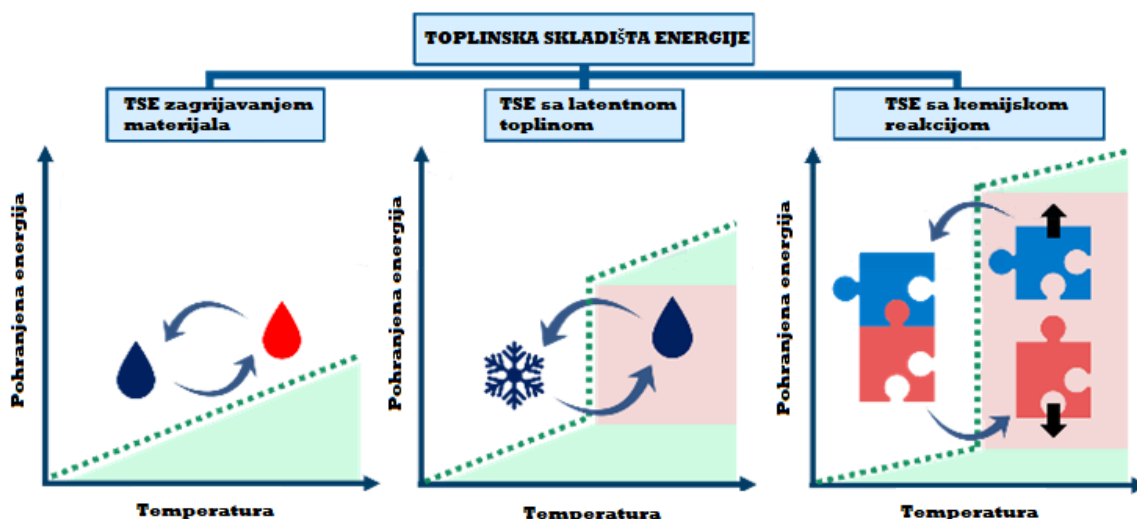 TOPLINSKA SKLADIŠTA ENERGIJE
TSE zagrijavanjem
materijala
TSE sa latentnom
toplinom
TSE sa kemijskom
reakcijom
Pohranjena energija
Temperatura
Pohranjena energija
Temperatura
Pohranjena energija
Temperatura